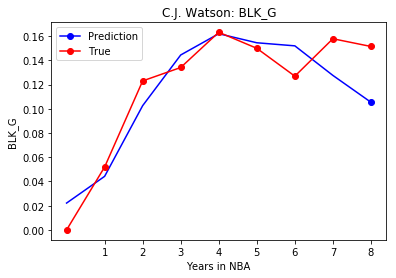 C.J. Watson: BLK_G
Prediction
True
BLK_G
0.16
0.14
0.12
0.10
0.08
0.06
0.04
0.02
0.00
1 2 3 4 5 6 7 8
Years in NBA